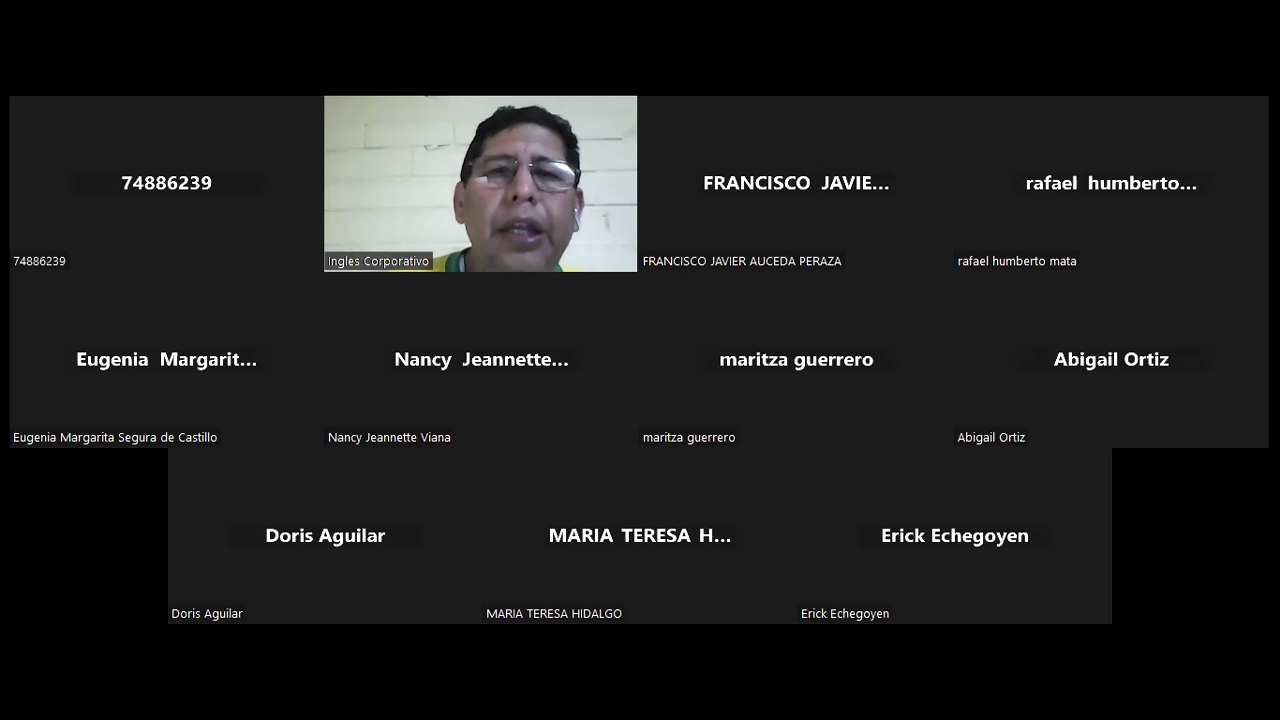 74886239
FRANCISCO JAVIE...
rafael humberto...
74886239
Ingles Corporativo
FRANCISCO JAVIER AUCEDA PERAZA
rafael humberto mata
Eugenia Margarit...
Nancy Jeannette...
maritza guerrero
Abigail Ortiz
Eugenia Margarita Segura de Castillo
Nancy Jeannette Viana
maritza guerrero
Abigail Ortiz
Doris Aguilar
MARIA TERESA H...
Erick Echegoyen
Doris Aguilar
MARIA TERESA HIDALGO
Erick Echegoyen